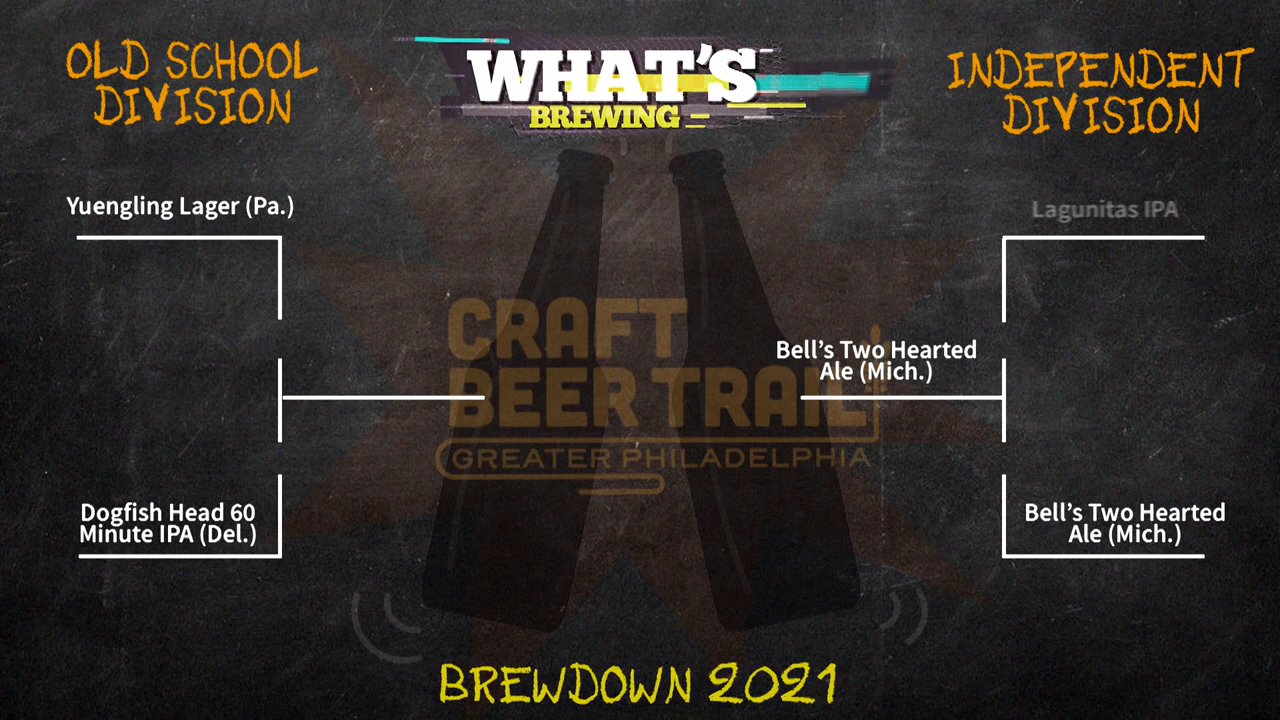 OLD SCHOOL
DIVISION
WHAT'S
BREWING
INDEPENDENT
DIVISION
Yuengling Lager (Pa.)
Lagunitas IPA
CRAFT
BEER TRAIL
GREATER PHILADELPHIA
Bell's Two Hearted
Ale (Mich.)
Dogfish Head 60
Minute IPA (Del.)
Bell's Two Hearted
Ale (Mich.)
BREWDOWN 2021